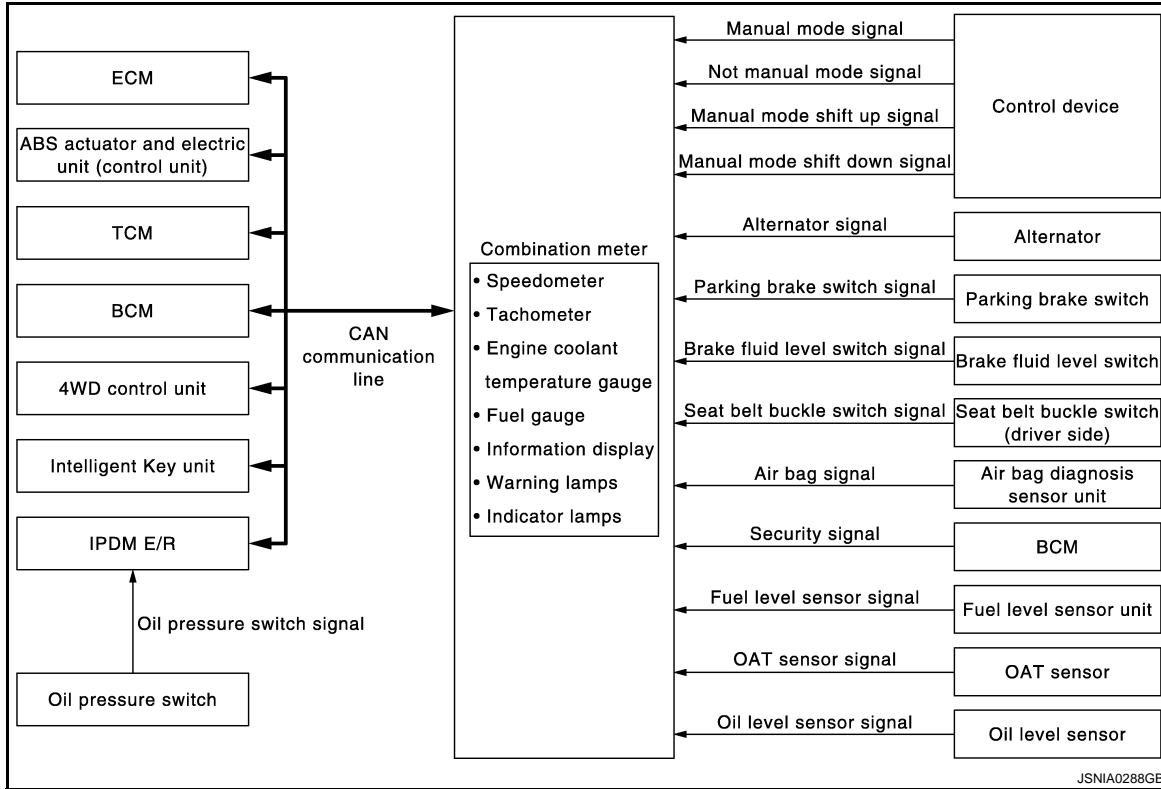 ECM
ABS actuator and electric
unit (control unit)
TCM
BCM
4WD control unit
Intelligent Key unit
IPDM E/R
Oil pressure switch signal
Oil pressure switch
CAN
communication
line
Combination meter
• Speedometer
• Tachometer
• Engine coolant
temperature gauge
• Fuel gauge
• Information display
• Warning lamps
• Indicator lamps
Manual mode signal
Not manual mode signal
Manual mode shift up signal
Manual mode shift down signal
Control device
Alternator signal
Alternator
Parking brake switch signal
Parking brake switch
Brake fluid level switch signal
Brake fluid level switch
Seat belt buckle switch signal
Seat belt buckle switch
(driver side)
Air bag signal
Air bag diagnosis
sensor unit
Security signal
BCM
Fuel level sensor signal
Fuel level sensor unit
OAT sensor signal
OAT sensor
Oil level sensor signal
Oil level sensor
JSNIA0288GB